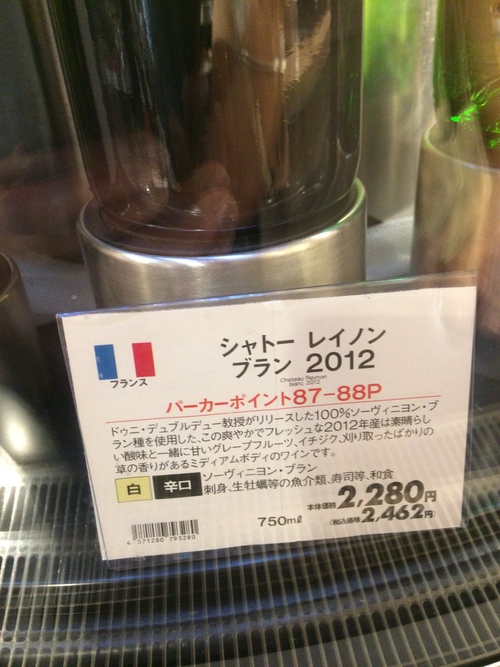 シャトー レイノン
ブラン 2012
Chateau Reynon
blanc 2012
フランス
パーカーポイント87-88P
ドゥニ・デュブルデュー教授がリリースした100%ソーヴィニヨン・ブ
ラン種を使用した、この爽やかでフレッシュな2012年産は素晴らし
い酸味と一緒に甘いグレープフルーツ、イチジク、刈り取ったばかりの
草の香りがあるミディアムボディのワインです。
白 辛口 ソーヴィニヨン・ブラン
刺身、生牡蠣等の魚介類、寿司等、和食
本体価格2,280円
(税込価格2,462円)
750mℓ
4 571280 793280